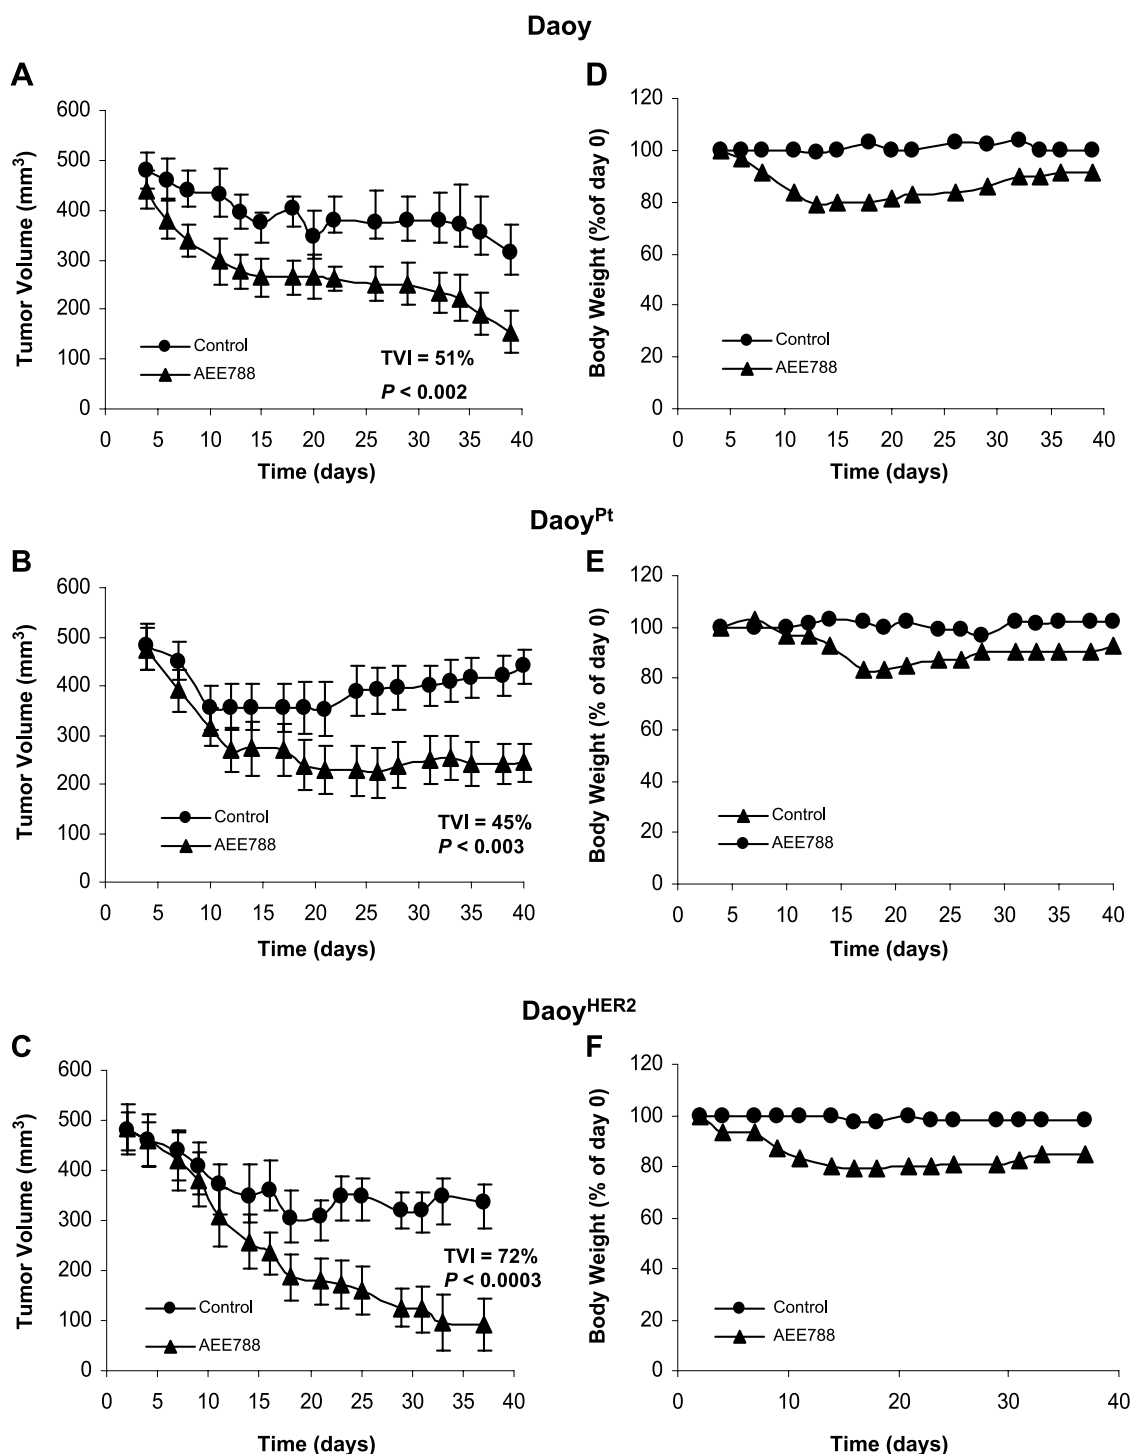 Daoy
A
600
500
400
300
200
100
0
Tumor Volume (mm³)
Control
AEE788
TVI = 51%
P < 0.002
0 5 10 15 20 25 30 35 40
Time (days)
D
120
100
80
60
40
20
0
Body Weight (%of day 0)
Control
AEE788
0 5 10 15 20 25 30 35 40
Time (days)
Daoyᴾᵗ
B
600
500
400
300
200
100
0
Tumor Volume (mm³)
Control
AEE788
TVI = 45%
P < 0.003
0 5 10 15 20 25 30 35 40
Time (days)
E
120
100
80
60
40
20
0
Body Weight (% of day 0)
Control
AEE788
0 5 10 15 20 25 30 35 40
Time (days)
Daoyᴴᴱᴿ²
C
600
500
400
300
200
100
0
Tumor Volume (mm³)
Control
AEE788
TVI = 72%
P < 0.0003
0 5 10 15 20 25 30 35 40
Time (days)
F
120
100
80
60
40
20
0
Body Weight (% of day 0)
Control
AEE788
0 10 20 30 40
Time (days)